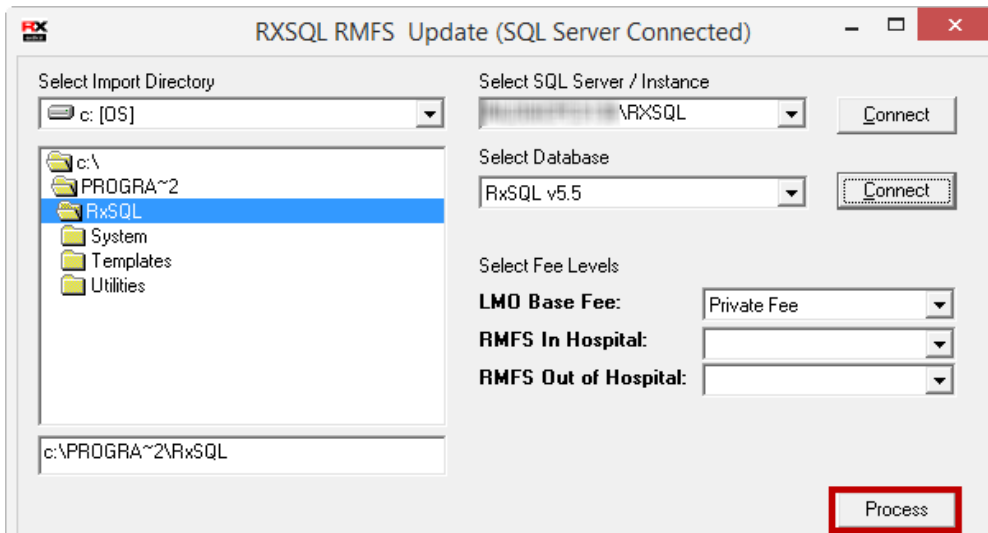 RX
RXSQL RMFS Update (SQL Server Connected)
Select Import Directory
c: [OS]
c:\
PROGRA~2
RxSQL
System
Templates
Utilities
c:\PROGRA~2\RxSQL
Select SQL Server / Instance
\RXSQL
Connect
Select Database
RxSQL v5.5
Connect
Select Fee Levels
LMO Base Fee: Private Fee
RMFS In Hospital:
RMFS Out of Hospital:
Process